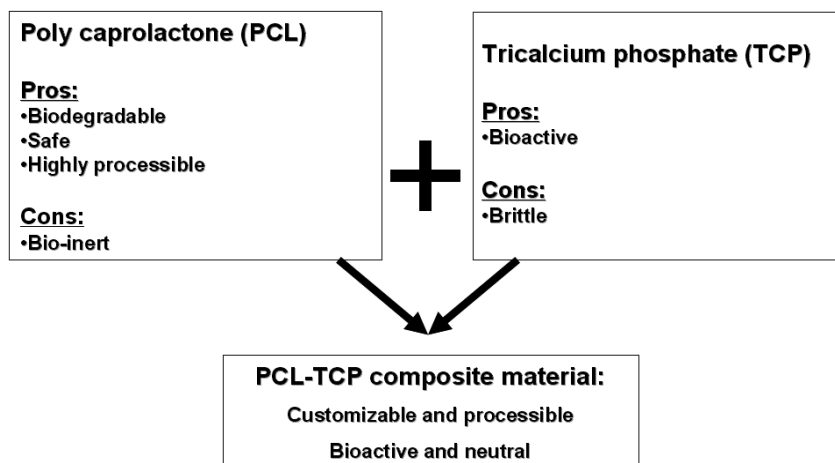 Poly caprolactone (PCL)
Pros:
•Biodegradable
•Safe
•Highly processible
Cons:
•Bio-inert
+
Tricalcium phosphate (TCP)
Pros:
•Bioactive
Cons:
•Brittle
PCL-TCP composite material:
Customizable and processible
Bioactive and neutral